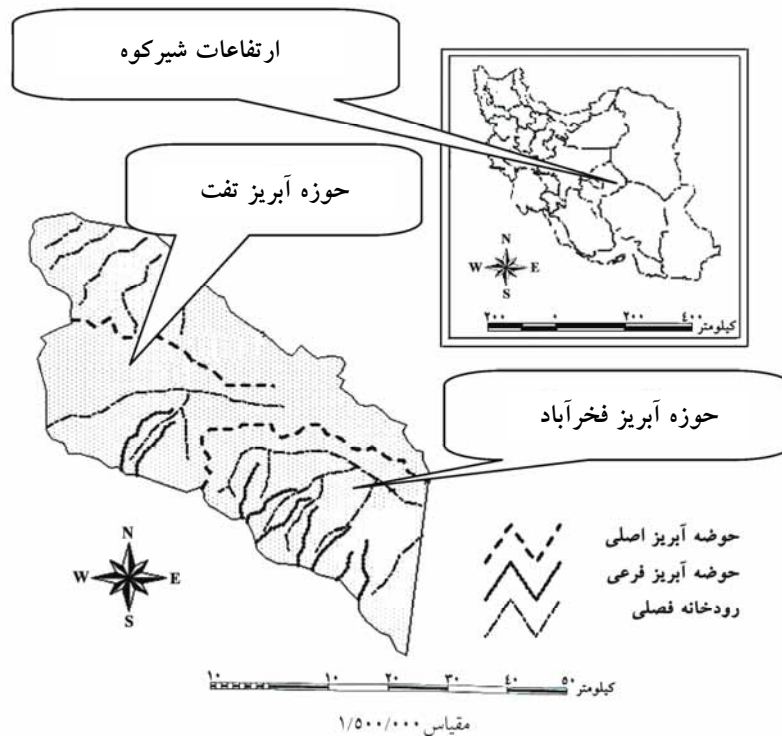 ارتفاعات شیرکوه
حوزه آبریز تفت
N
W E
S
۲۰۰ ۰ ۲۰۰ ۴۰۰ کیلومتر
حوزه آبریز فخرآباد
حوضه آبریز اصلی
حوضه آبریز فرعی
رودخانه فصلی
N
W E
S
۱۰ ۰ ۱۰ ۲۰ ۳۰ ۴۰ ۵۰ کیلومتر
مقیاس ۱/۵۰۰/۰۰۰